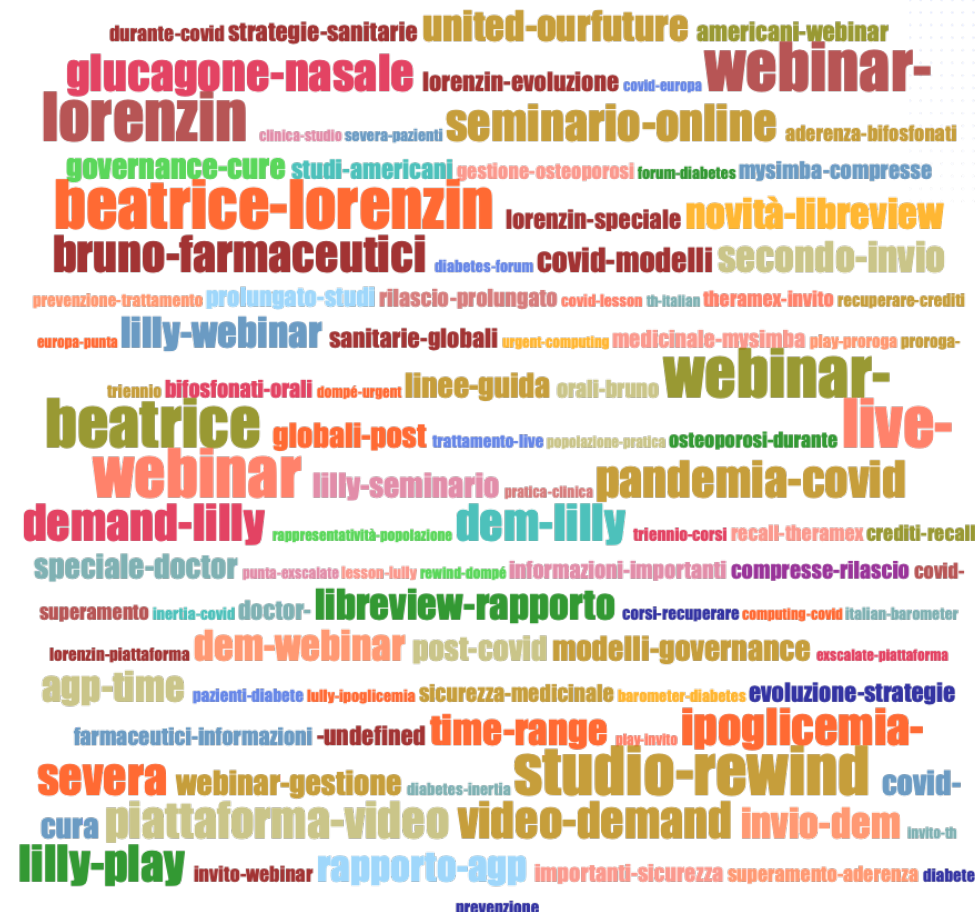 durante-covid strategie-sanitarie united-ourfuture americani-webinar
glucagone-nasale lorenzin-evoluzione covid-europa webinar-
lorenzin clinica-studio severa-pazienti seminario-online aderenza-bifosfonati
governance-cure studi-americani gestione-osteoporosi forum-diabetes mysimba-compresse
beatrice-lorenzin lorenzin-speciale novità-libreview
bruno-farmaceutici diabetes-forum covid-modelli secondo-invio
prevenzione-trattamento prolungato-studi rilascio-prolungato covid-lesson th-italian theramex-invito recuperare-crediti
europa-punta lilly-webinar sanitarie-globali urgent-computing medicinale-mysimba play-proroga proroga-
triennio bifosfonati-orali dompé-urgent linee-guida orali-bruno webinar-
beatrice globali-post trattamento-live popolazione-pratica osteoporosi-durante live-
webinar lilly-seminario pratica-clinica pandemia-covid
demand-lilly rappresentatività-popolazione dem-lilly triennio-corsi recall-theramex crediti-recall
speciale-doctor punta-exscalate lesson-lully rewind-dompé informazioni-importanti compresse-rilascio covid-
superamento inertia-covid doctor- libreview-rapporto corsi-recuperare computing-covid italian-barometer
lorenzin-piattaforma dem-webinar post-covid modelli-governance exscalate-plattaforma
agp-time pazienti-diabete lully-ipoglicemia sicurezza-medicinale barometer-diabetes evoluzione-strategie
farmaceutici-informazioni -undefined time-range play-invito ipoglicemia-
severa webinar-gestione diabetes-inertia studio-rewind covid-
cura piattaforma-video video-demand invio-dem invito-th
lilly-play invito-webinar rapporto-agp importanti-sicurezza superamento-aderenza diabete
prevenzione